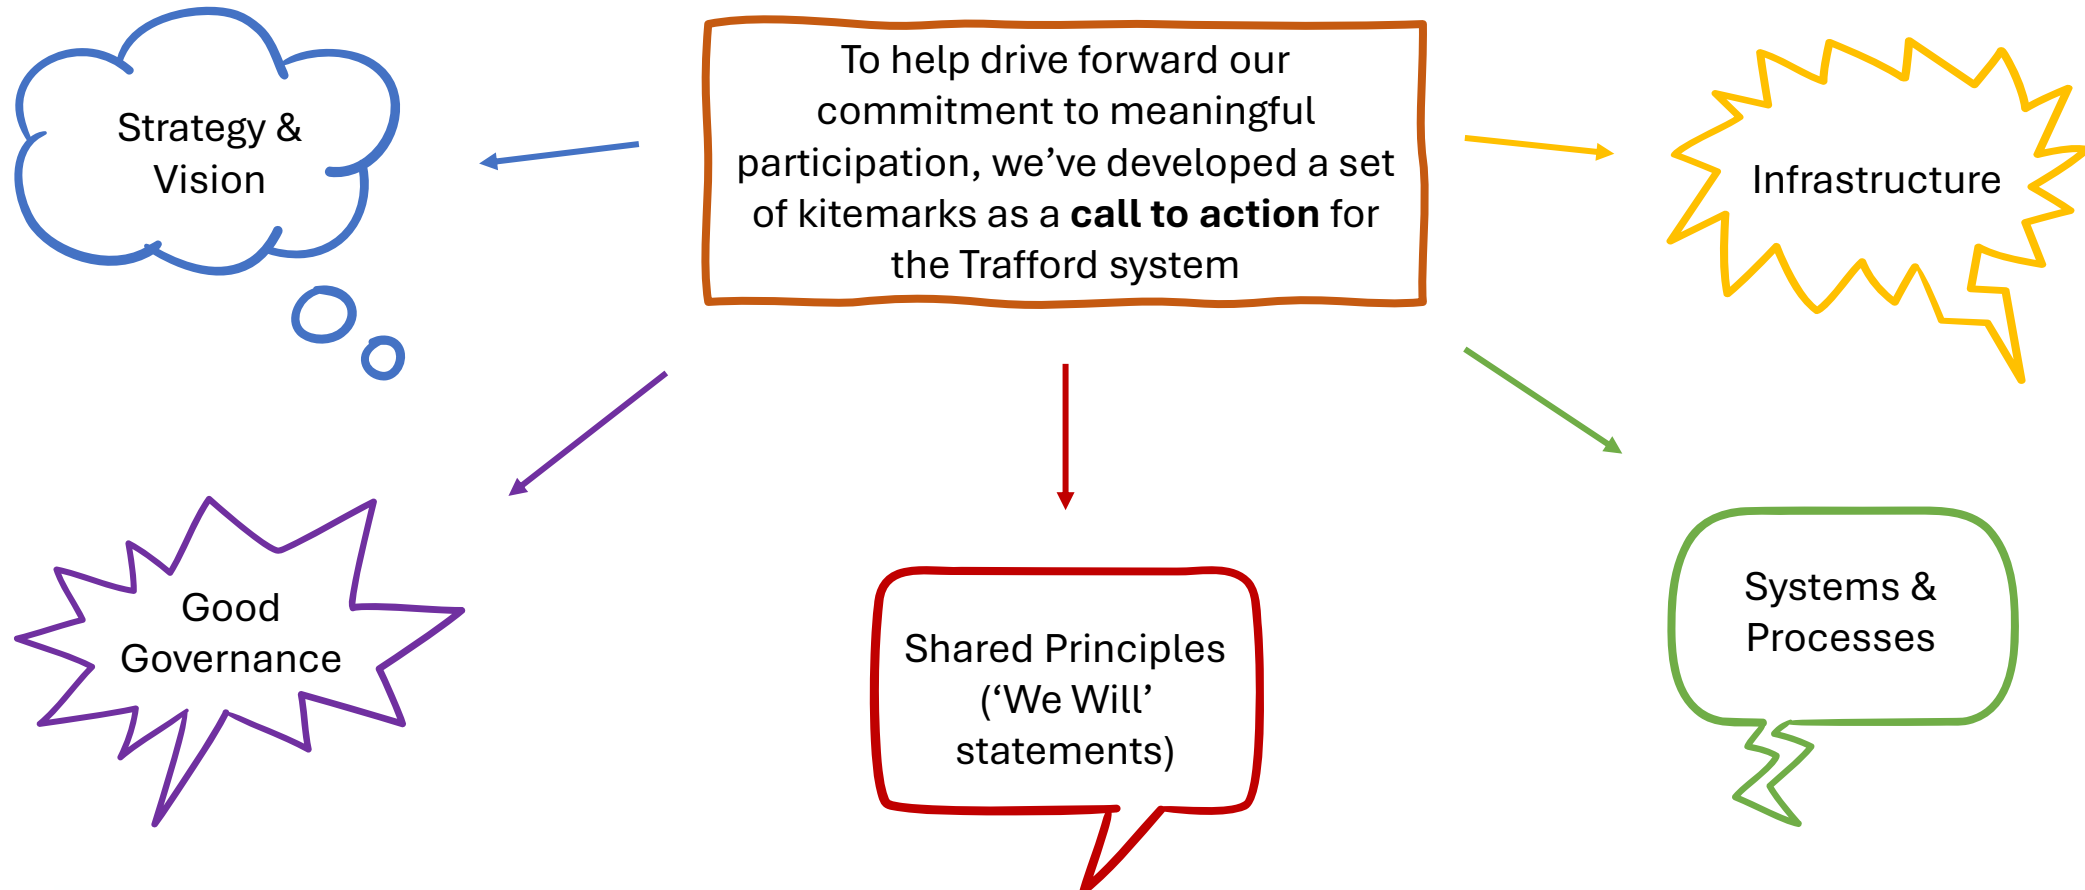 Strategy &
Vision
To help drive forward our
commitment to meaningful
participation, we’ve developed a set
of kitemarks as a call to action for
the Trafford system
Infrastructure
Good
Governance
Shared Principles
(‘We Will’
statements)
Systems &
Processes